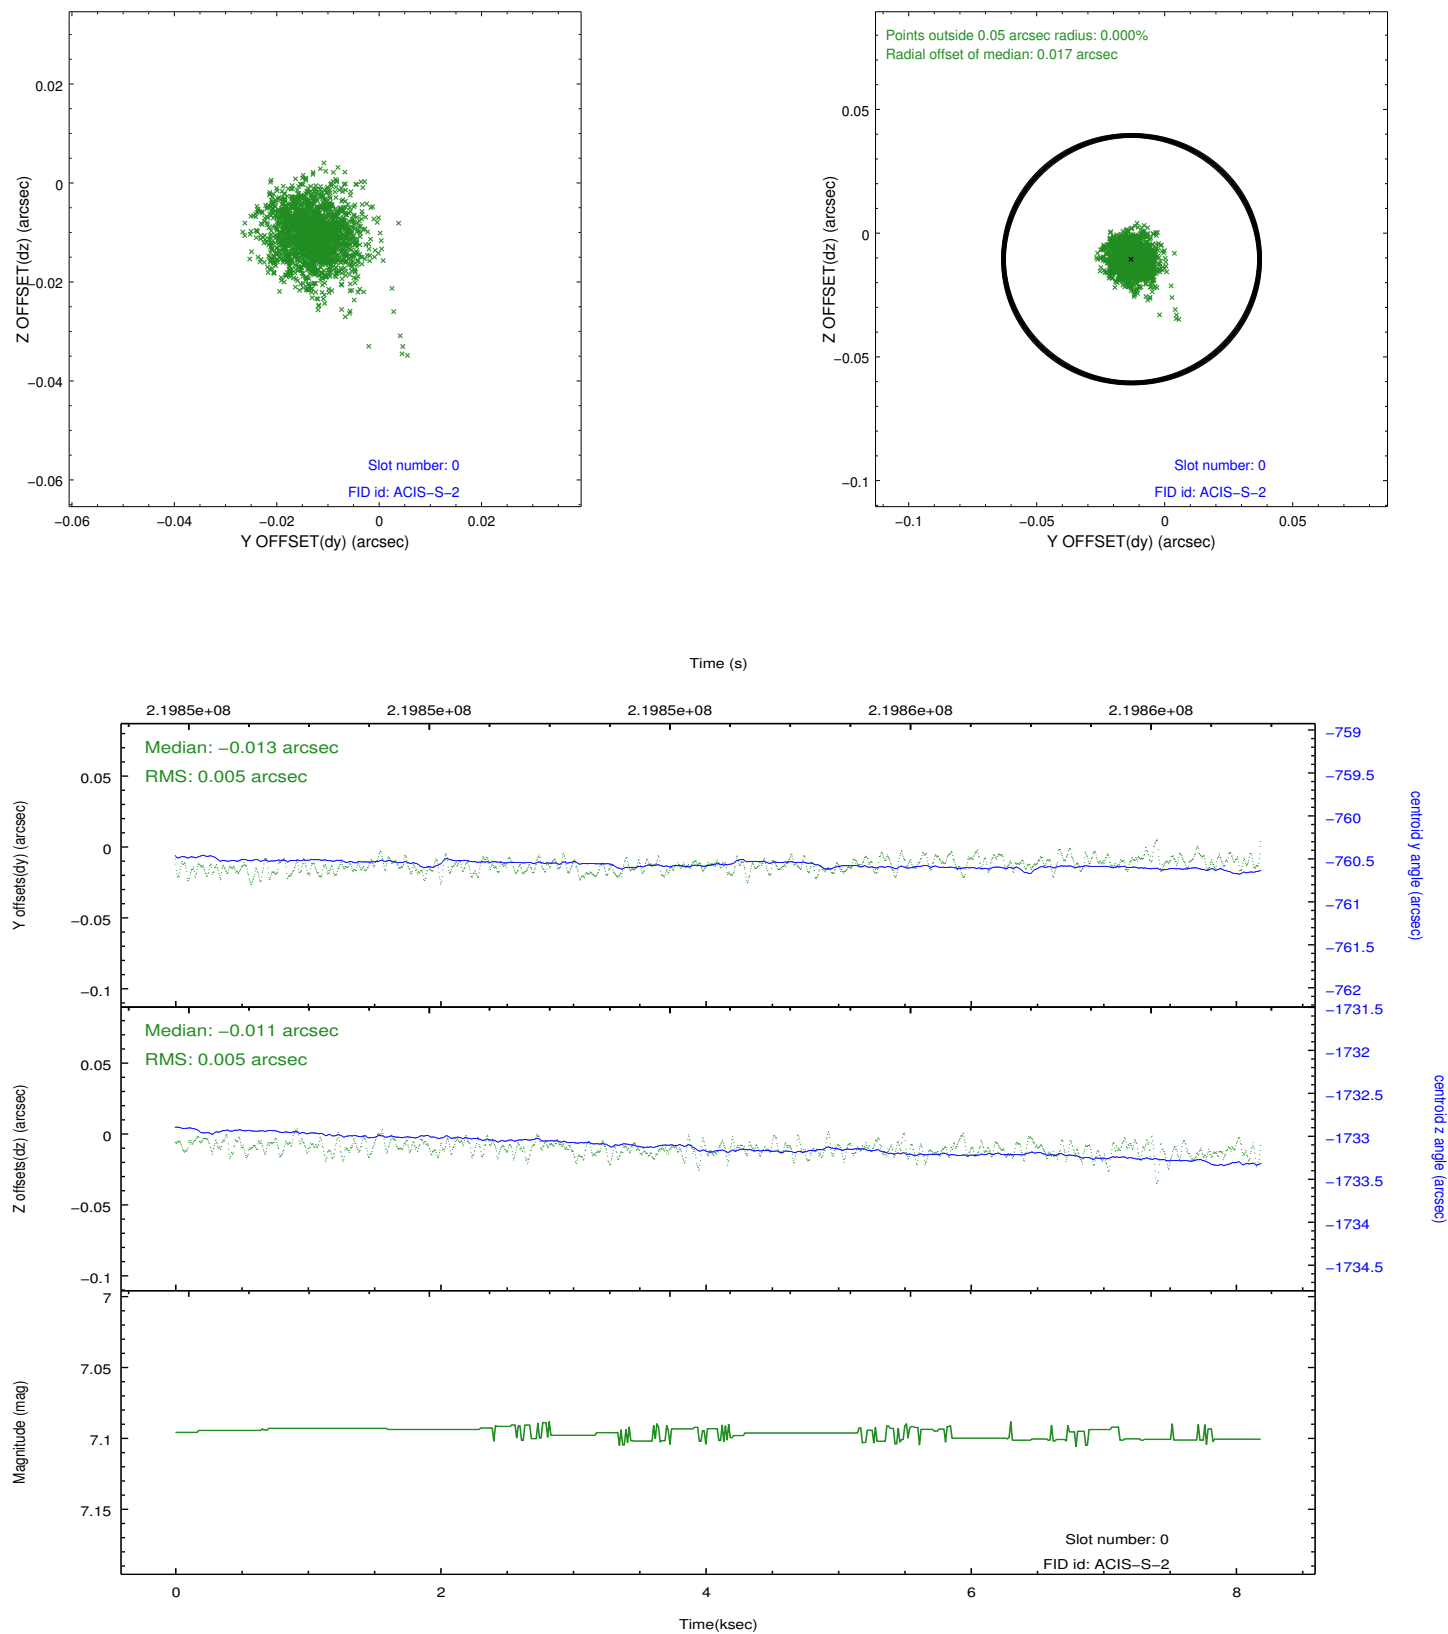 0.02
0
−0.02
−0.04
−0.06
Z OFFSET(dz) (arcsec)
Slot number: 0
FID id: ACIS−S−2
−0.06 −0.04 −0.02 0 0.02
Y OFFSET(dy) (arcsec)
Points outside 0.05 arcsec radius: 0.000%
Radial offset of median: 0.017 arcsec
0.05
0
−0.05
−0.1
Z OFFSET(dz) (arcsec)
Slot number: 0
FID id: ACIS−S−2
−0.1 −0.05 0 0.05
Y OFFSET(dy) (arcsec)
Time (s)
2.1985e+08 2.1985e+08 2.1985e+08 2.1986e+08 2.1986e+08
Median: −0.013 arcsec
RMS: 0.005 arcsec
0.05
0
−0.05
−0.1
Y offsets(dy) (arcsec)
−759
−759.5
−760
−760.5
−761
−761.5
−762
centroid y angle (arcsec)
Median: −0.011 arcsec
RMS: 0.005 arcsec
0.05
0
−0.05
−0.1
Z offsets(dz) (arcsec)
−1731.5
−1732
−1732.5
−1733
−1733.5
−1734
−1734.5
centroid z angle (arcsec)
7
7.05
7.1
7.15
Magnitude (mag)
Slot number: 0
FID id: ACIS−S−2
0 2 4 6 8
Time(ksec)